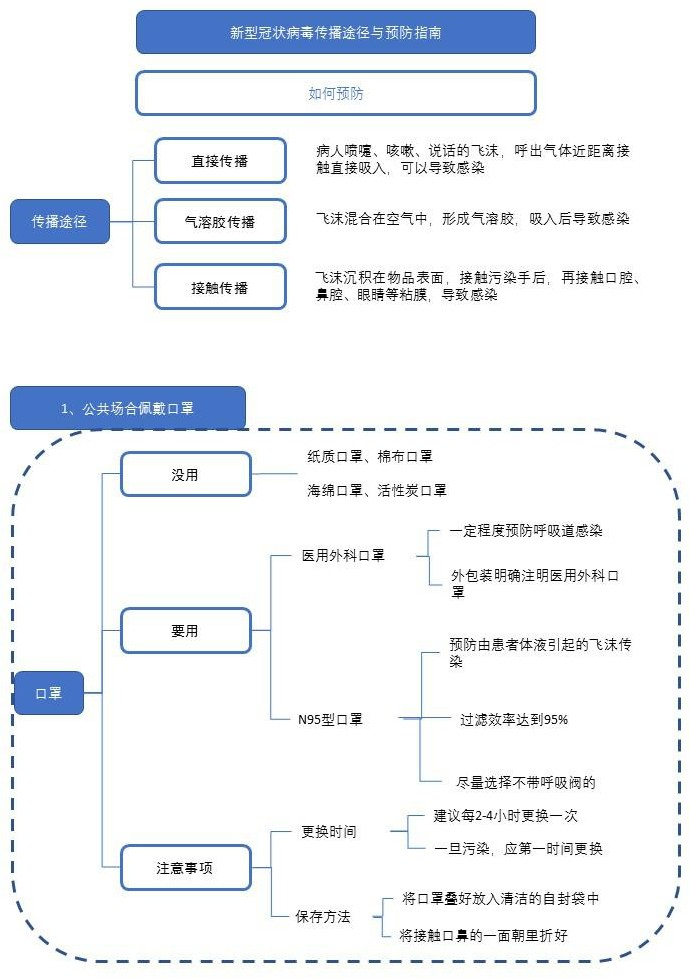 新型冠状病毒传播途径与预防指南
如何预防
传播途径
直接传播
病人喷嚏、咳嗽、说话的飞沫，呼出气体近距离接
触直接吸入，可以导致感染
气溶胶传播
飞沫混合在空气中，形成气溶胶，吸入后导致感染
接触传播
飞沫沉积在物品表面，接触污染手后，再接触口腔、
鼻腔、眼睛等粘膜，导致感染
1、公共场合佩戴口罩
口罩
没用
纸质口罩、棉布口罩
海绵口罩、活性炭口罩
要用
医用外科口罩
一定程度预防呼吸道感染
外包装明确注明医用外科口
罩
N95型口罩
预防由患者体液引起的飞沫传
染
过滤效率达到95%
尽量选择不带呼吸阀的
注意事项
更换时间
建议每2-4小时更换一次
一旦污染，应第一时间更换
保存方法
将口罩叠好放入清洁的自封袋中
将接触口鼻的一面朝里折好